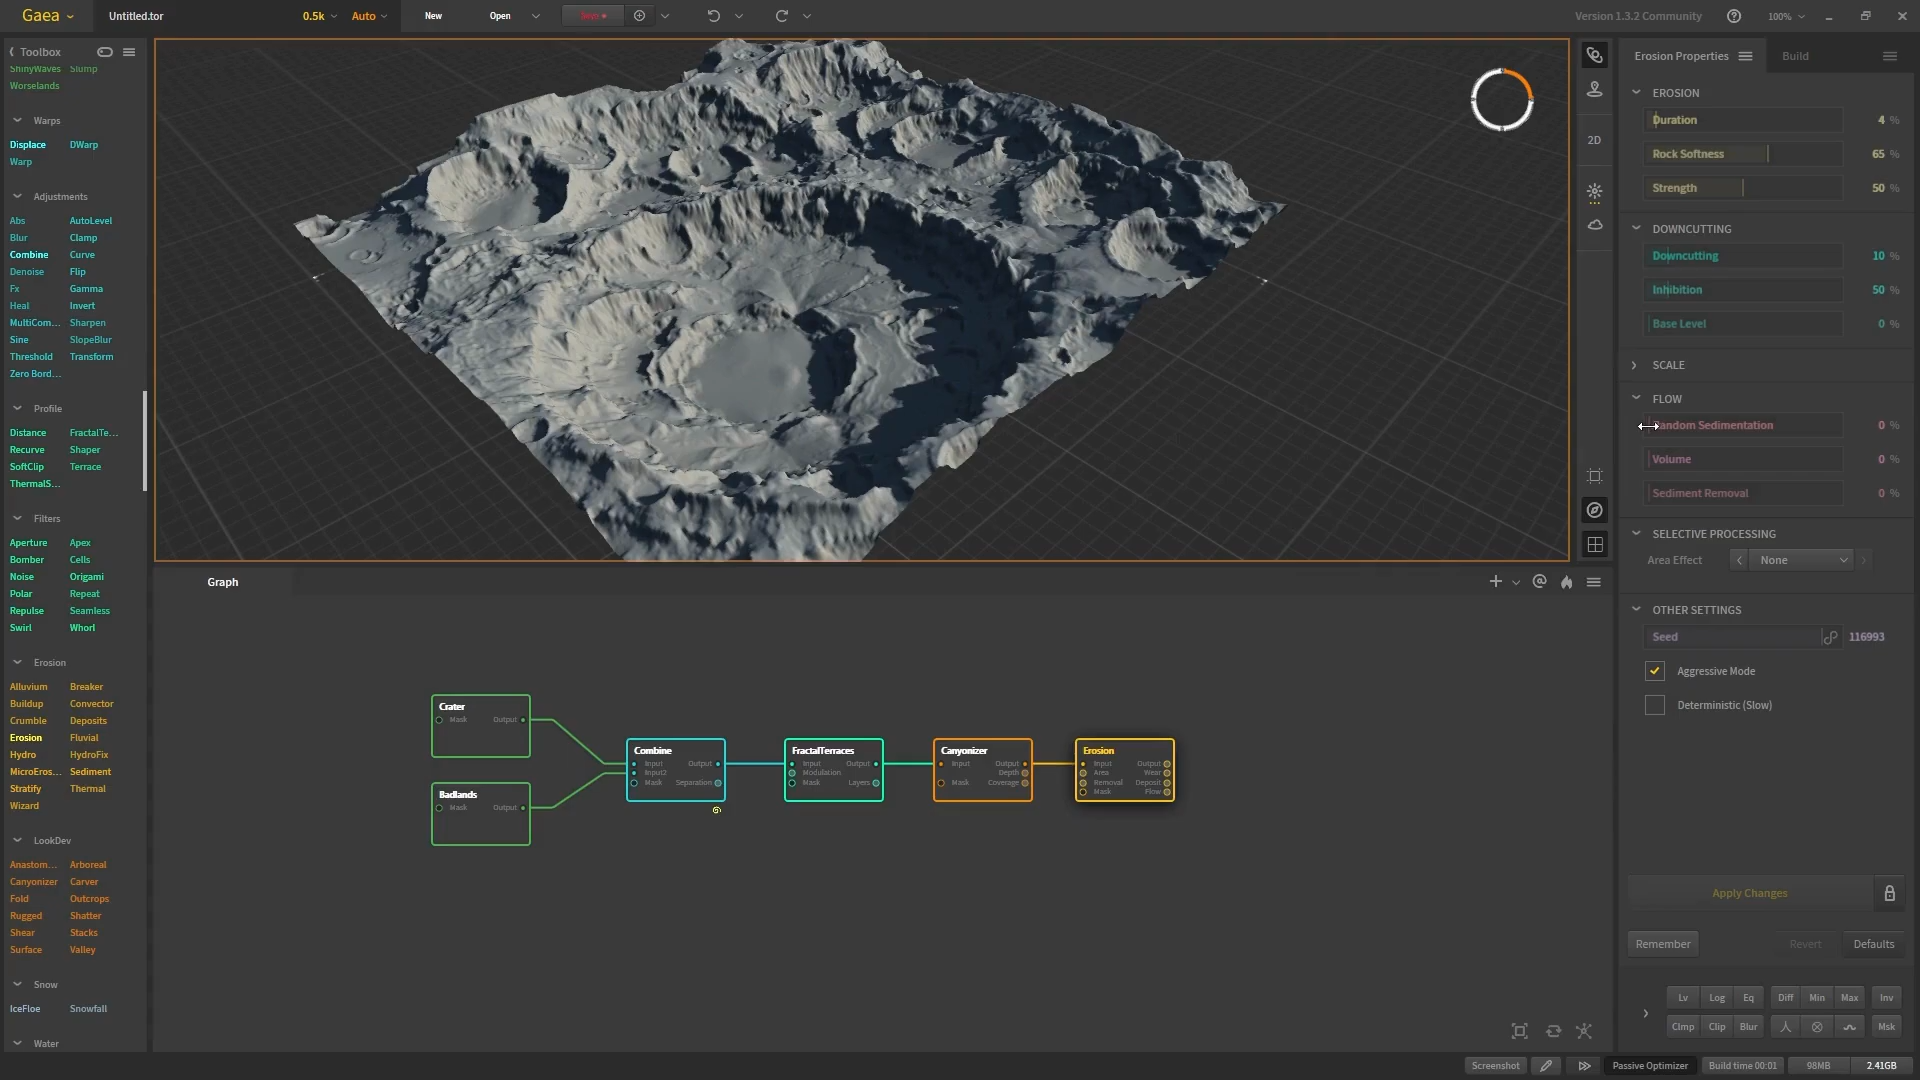 Gaea
Untitled.tor
0.5k
Auto
New
Open
Version 1.3.2 Community
100%
Toolbox
ShinyWaves Slump
Worselands
Warps
Displace DWarp
Warp
Adjustments
Abs AutoLevel
Blur Clamp
Combine Curve
Denoise Flip
Fx Gamma
Heal Invert
MultiCom... Sharpen
Sine SlopeBlur
Threshold Transform
Zero Bord...
Profile
Distance FractalTe...
Recurve Shaper
SoftClip Terrace
ThermalS...
Filters
Aperture Apex
Bomber Cells
Noise Origami
Polar Repeat
Repulse Seamless
Swirl Whorl
Erosion
Alluvium Breaker
Buildup Convector
Crumble Deposits
Erosion Fluvial
Hydro HydroFix
MicroEros... Sediment
Stratify Thermal
Wizard
LookDev
Anastom... Arboreal
Canyonizer Carver
Fold Outcrops
Rugged Shatter
Shear Stacks
Surface Valley
Snow
IceFloe Snowfall
Water
2D
Graph
Crater
Mask Output
Badlands
Mask Output
Combine
Input Output
Input2
Mask Separation
FractalTerraces
Input Output
Modulation
Mask Layers
Canyonizer
Input Output
Depth
Mask Coverage
Erosion
Input Output
Area Wear
Removal Deposit
Mask Flow
Erosion Properties
Build
EROSION
Duration 4 %
Rock Softness 65 %
Strength 50 %
DOWNCUTTING
Downcutting 10 %
Inhibition 50 %
Base Level 0 %
SCALE
FLOW
Random Sedimentation 0 %
Volume 0 %
Sediment Removal 0 %
SELECTIVE PROCESSING
Area Effect None
OTHER SETTINGS
Seed 116993
Aggressive Mode
Deterministic (Slow)
Apply Changes
Remember Revert Defaults
Lv Log Eq Diff Min Max Inv
Clmp Clip Blur Msk
Screenshot Passive Optimizer Build time 00:01 98MB 2.41GB